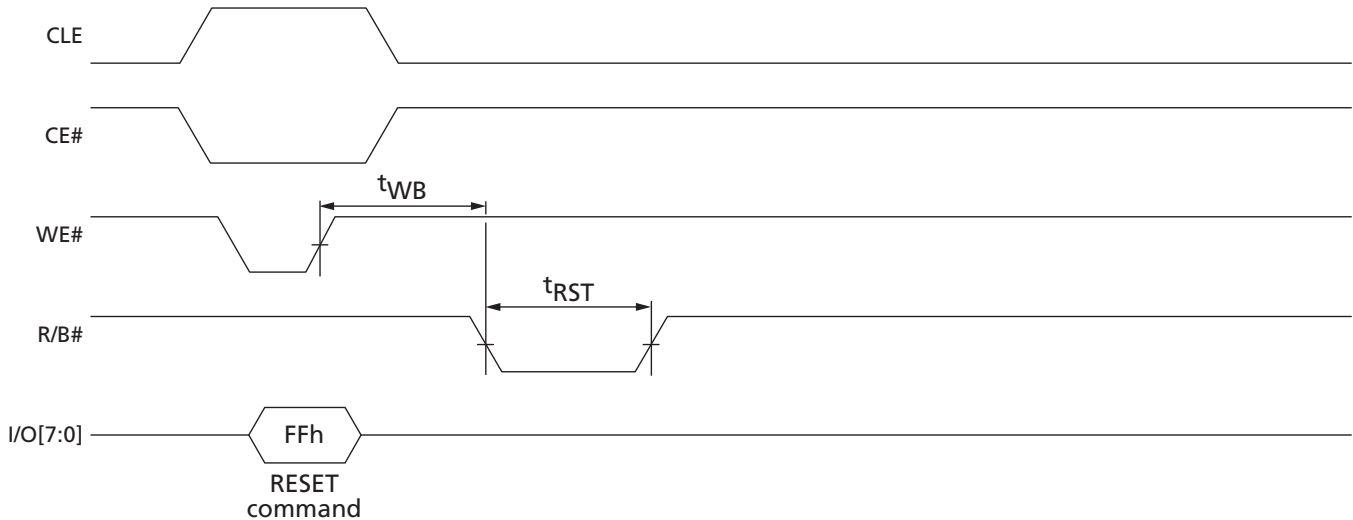 CLE
CE#
tWB
WE#
tRST
R/B#
I/O[7:0]
FFh
RESET
command